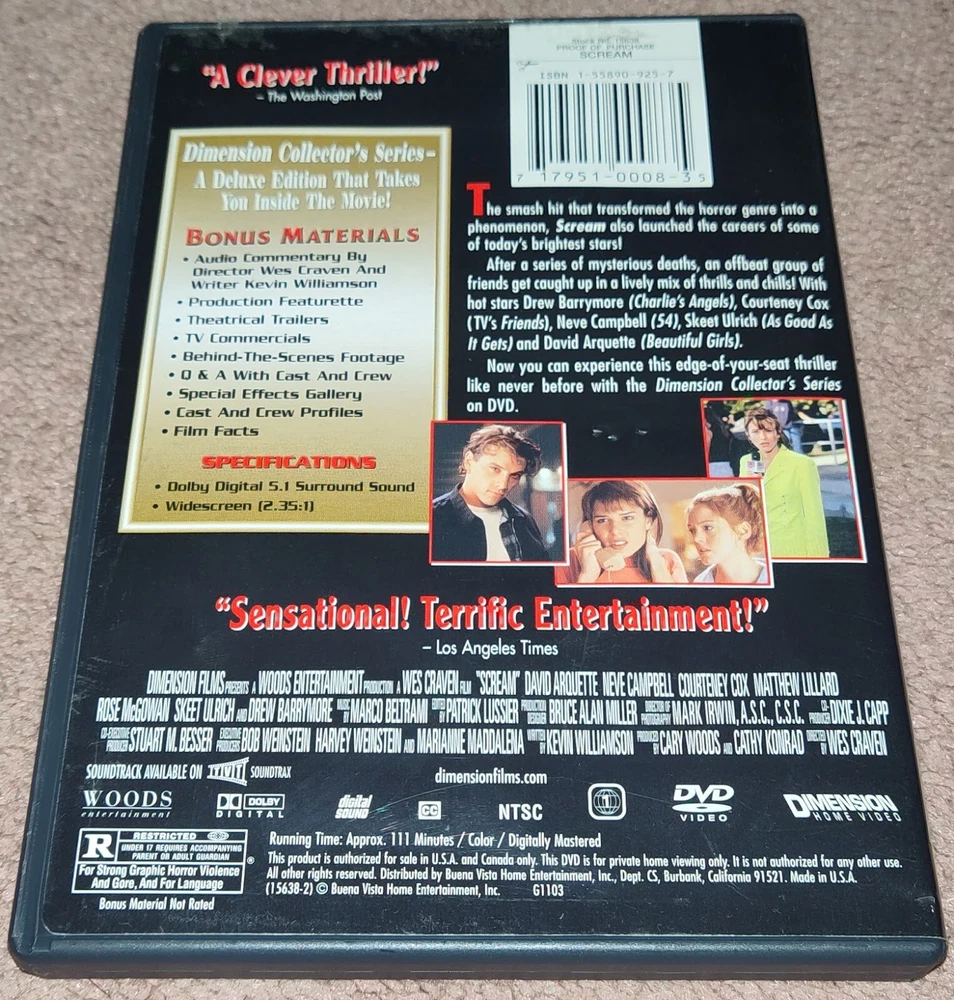 "A Clever Thriller!"
– The Washington Post
Stock No. 15638
PROOF OF PURCHASE
SCREAM
ISBN 1-55890-925-7
7 17951-0008-3 5
Dimension Collector's Series–
A Deluxe Edition That Takes
You Inside The Movie!
BONUS MATERIALS
• Audio Commentary By
Director Wes Craven And
Writer Kevin Williamson
• Production Featurette
• Theatrical Trailers
• TV Commercials
• Behind-The-Scenes Footage
• Q & A With Cast And Crew
• Special Effects Gallery
• Cast And Crew Profiles
• Film Facts
SPECIFICATIONS
• Dolby Digital 5.1 Surround Sound
• Widescreen (2.35:1)
The smash hit that transformed the horror genre into a
phenomenon, Scream also launched the careers of some
of today's brightest stars!
After a series of mysterious deaths, an offbeat group of
friends get caught up in a lively mix of thrills and chills! With
hot stars Drew Barrymore (Charlie's Angels), Courteney Cox
(TV's Friends), Neve Campbell (54), Skeet Ulrich (As Good As
It Gets) and David Arquette (Beautiful Girls).
Now you can experience this edge-of-your-seat thriller
like never before with the Dimension Collector's Series
on DVD.
"Sensational! Terrific Entertainment!"
– Los Angeles Times
DIMENSION FILMS PRESENTS A WOODS ENTERTAINMENT PRODUCTION A WES CRAVEN FILM "SCREAM" DAVID ARQUETTE NEVE CAMPBELL COURTENEY COX MATTHEW LILLARD
ROSE McGOWAN SKEET ULRICH AND DREW BARRYMORE MUSIC BY MARCO BELTRAMI EDITED BY PATRICK LUSSIER PRODUCTION DESIGNER BRUCE ALAN MILLER DIRECTOR OF PHOTOGRAPHY MARK IRWIN, A.S.C., C.S.C. CO-PRODUCER DIXIE J. CAPP
CO-EXECUTIVE PRODUCER STUART M. BESSER EXECUTIVE PRODUCERS BOB WEINSTEIN HARVEY WEINSTEIN AND MARIANNE MADDALENA WRITTEN BY KEVIN WILLIAMSON PRODUCED BY CARY WOODS AND CATHY KONRAD DIRECTED BY WES CRAVEN
SOUNDTRACK AVAILABLE ON TVT SOUNDTRAX
dimensionfilms.com
WOODS
entertainment
DOLBY
DIGITAL
digital
SOUND
CC
NTSC
1
DVD
VIDEO
DIMENSION
HOME VIDEO
R RESTRICTED
UNDER 17 REQUIRES ACCOMPANYING
PARENT OR ADULT GUARDIAN
®
For Strong Graphic Horror Violence
And Gore, And For Language
Bonus Material Not Rated
Running Time: Approx. 111 Minutes / Color / Digitally Mastered
This product is authorized for sale in U.S.A. and Canada only. This DVD is for private home viewing only. It is not authorized for any other use.
All other rights reserved. Distributed by Buena Vista Home Entertainment, Inc., Dept. CS, Burbank, California 91521. Made in U.S.A.
(15638-2) © Buena Vista Home Entertainment, Inc. G1103